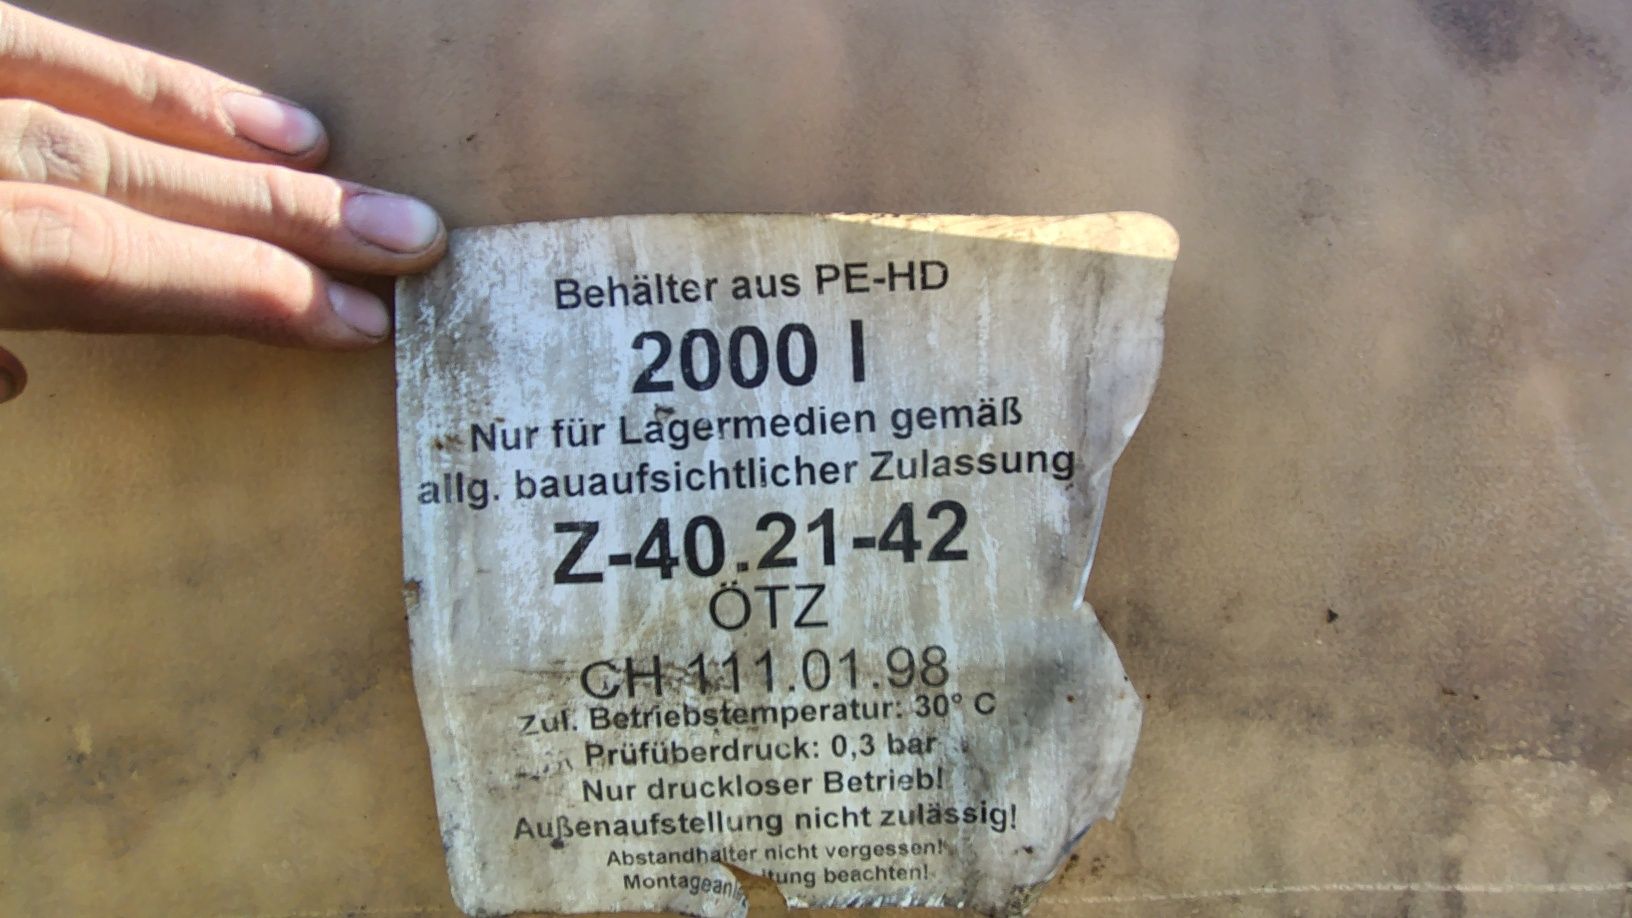 Behälter aus PE-HD
2000 l
Nur für Lagermedien gemäß
allg. bauaufsichtlicher Zulassung
Z-40.21-42
ÖTZ
CH 111.01.98
zul. Betriebstemperatur: 30° C
Prüfüberdruck: 0,3 bar
Nur druckloser Betrieb!
Außenaufstellung nicht zulässig!
Abstandhalter nicht vergessen!
beachten!